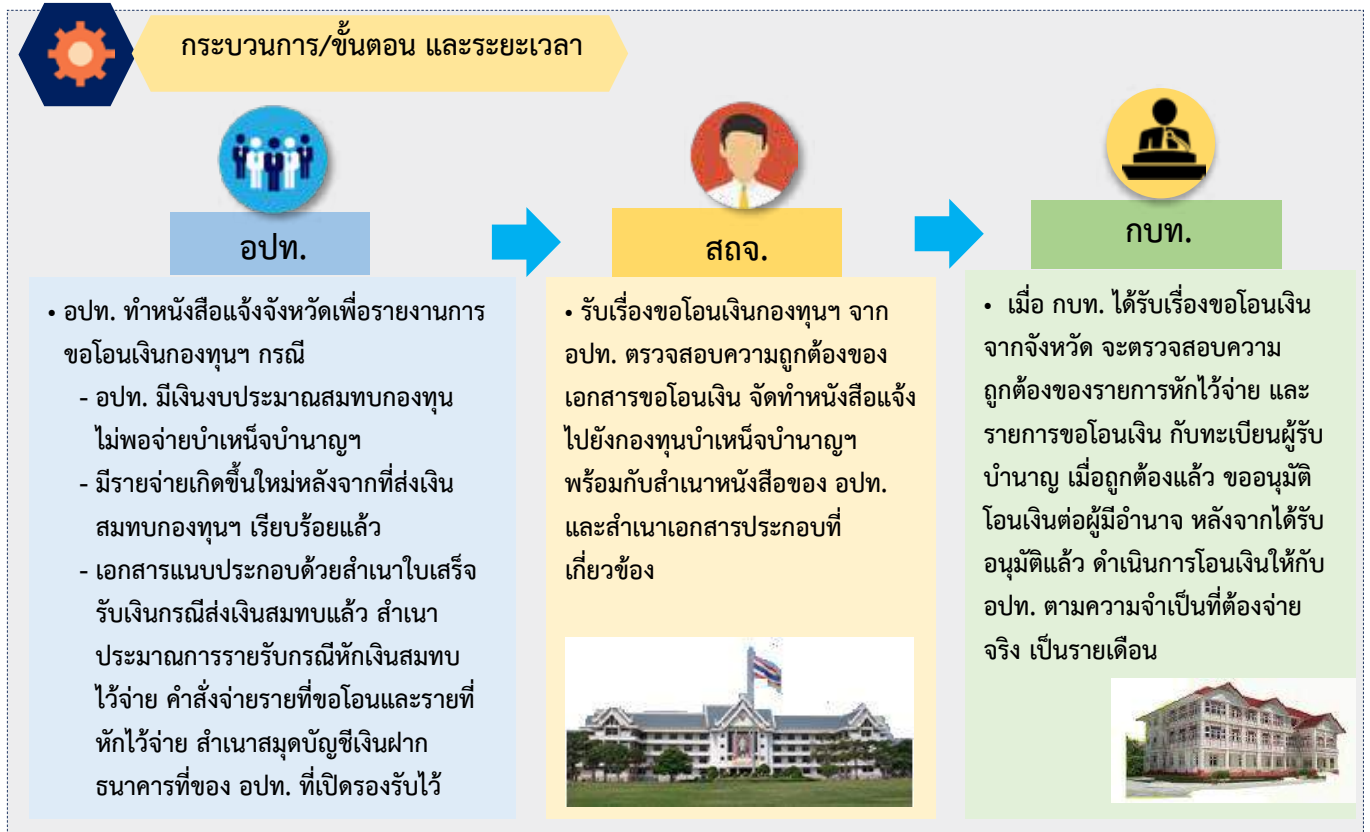 กระบวนการ/ขั้นตอน และระยะเวลา
อปท.
• อปท. ทำหนังสือแจ้งจังหวัดเพื่อรายงานการ
ขอโอนเงินกองทุนฯ กรณี
- อปท. มีเงินงบประมาณสมทบกองทุน
ไม่พอจ่ายบำเหน็จบำนาญฯ
- มีรายจ่ายเกิดขึ้นใหม่หลังจากที่ส่งเงิน
สมทบกองทุนฯ เรียบร้อยแล้ว
- เอกสารแนบประกอบด้วยสำเนาใบเสร็จ
รับเงินกรณีส่งเงินสมทบแล้ว สำเนา
ประมาณการรายรับกรณีหักเงินสมทบ
ไว้จ่าย คำสั่งจ่ายรายที่ขอโอนและรายที่
หักไว้จ่าย สำเนาสมุดบัญชีเงินฝาก
ธนาคารที่ของ อปท. ที่เปิดรองรับไว้
สถจ.
• รับเรื่องขอโอนเงินกองทุนฯ จาก
อปท. ตรวจสอบความถูกต้องของ
เอกสารขอโอนเงิน จัดทำหนังสือแจ้ง
ไปยังกองทุนบำเหน็จบำนาญฯ
พร้อมกับสำเนาหนังสือของ อปท.
และสำเนาเอกสารประกอบที่
เกี่ยวข้อง
กบท.
• เมื่อ กบท. ได้รับเรื่องขอโอนเงิน
จากจังหวัด จะตรวจสอบความ
ถูกต้องของรายการหักไว้จ่าย และ
รายการขอโอนเงิน กับทะเบียนผู้รับ
บำนาญ เมื่อถูกต้องแล้ว ขออนุมัติ
โอนเงินต่อผู้มีอำนาจ หลังจากได้รับ
อนุมัติแล้ว ดำเนินการโอนเงินให้กับ
อปท. ตามความจำเป็นที่ต้องจ่าย
จริง เป็นรายเดือน